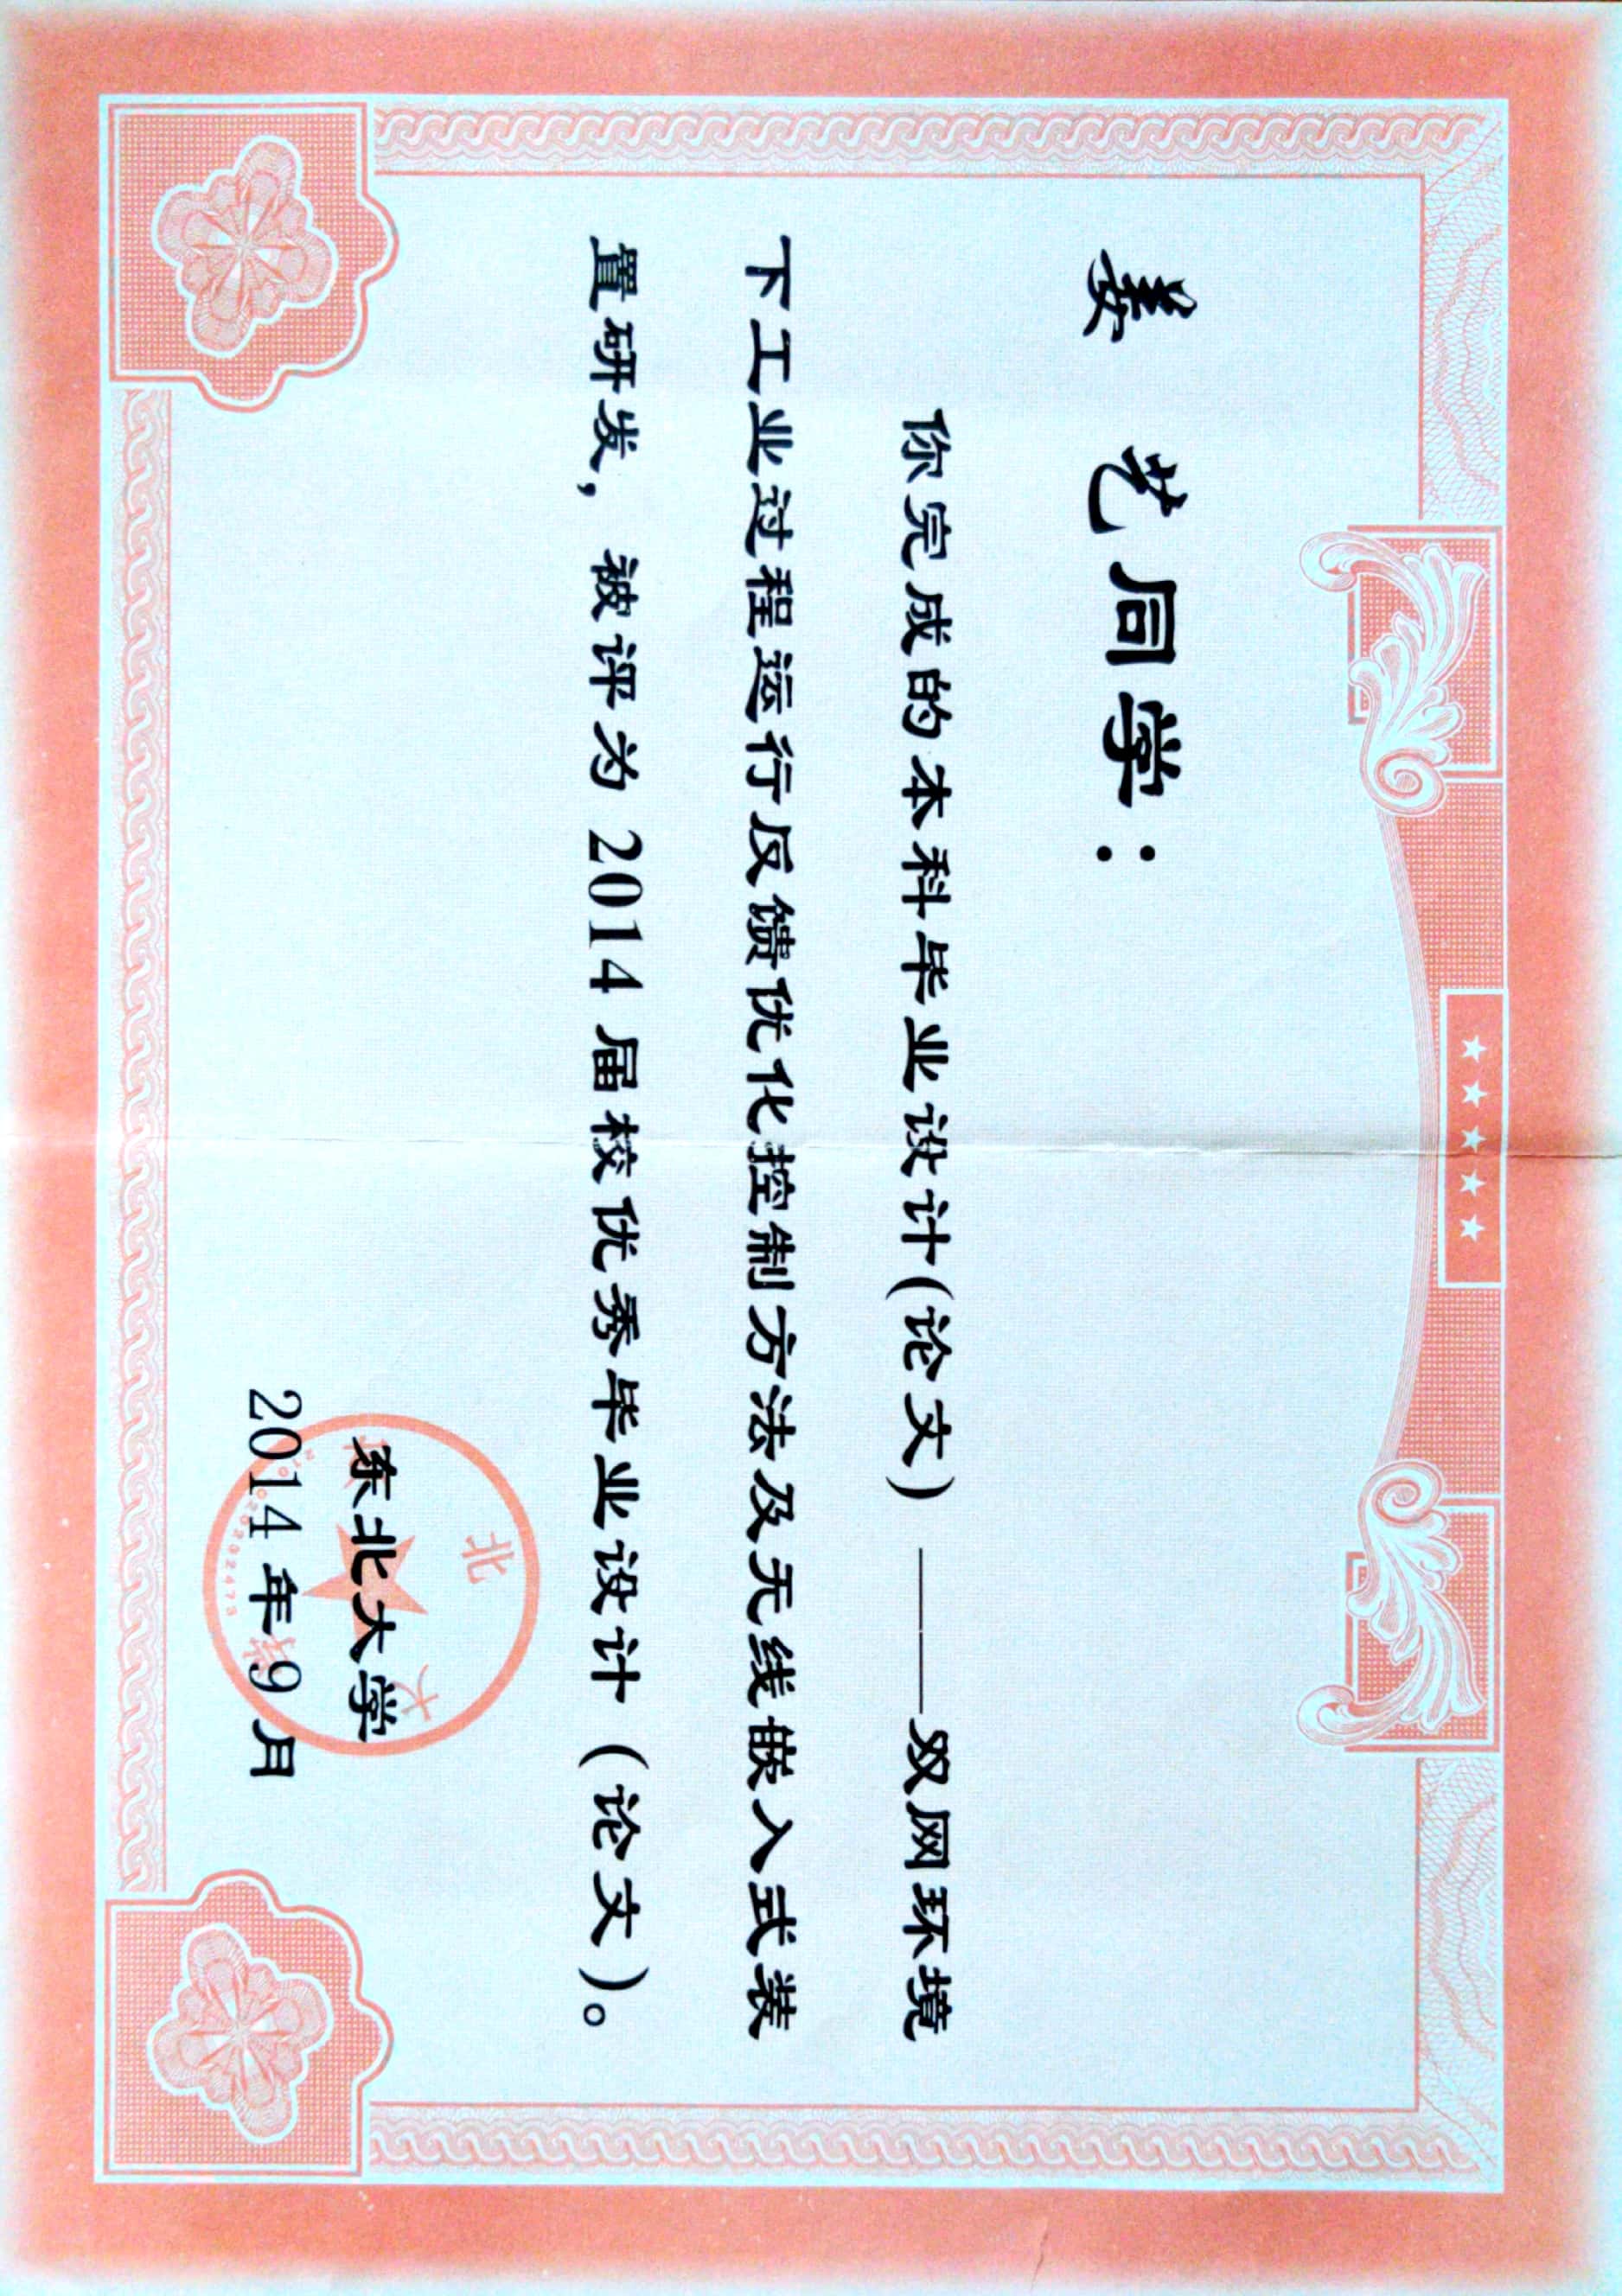 姜 艺同学：
你完成的本科毕业设计(论文) ——双网环境
下工业过程运行反馈优化控制方法及无线嵌入式装
置研发，被评为 2014 届校优秀毕业设计（论文）。
东北大学
2014 年 9 月
北大学